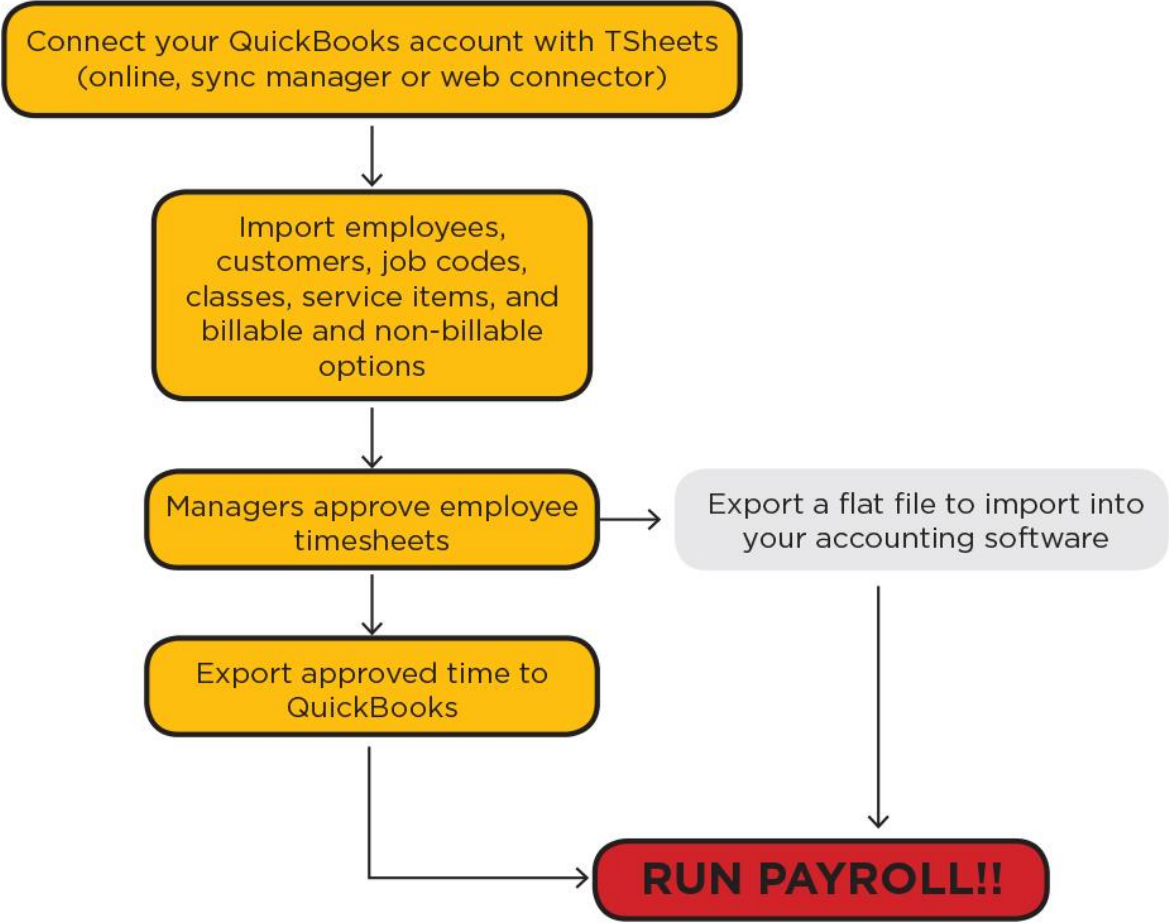 Connect your QuickBooks account with TSheets
(online, sync manager or web connector)
Import employees,
customers, job codes,
classes, service items, and
billable and non-billable
options
Managers approve employee
timesheets
Export a flat file to import into
your accounting software
Export approved time to
QuickBooks
RUN PAYROLL!!